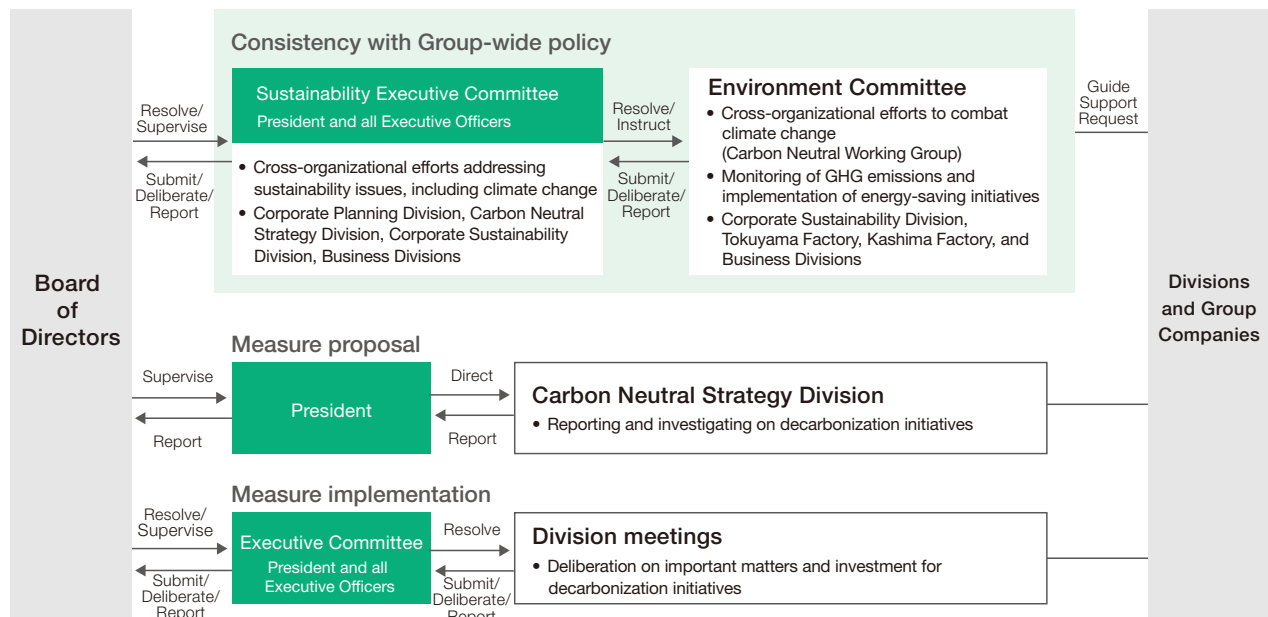 Board
of
Directors
Consistency with Group-wide policy
Resolve/
Supervise
Submit/
Deliberate/
Report
Sustainability Executive Committee
President and all Executive Officers
• Cross-organizational efforts addressing
sustainability issues, including climate change
• Corporate Planning Division, Carbon Neutral
Strategy Division, Corporate Sustainability
Division, Business Divisions
Resolve/
Instruct
Submit/
Deliberate/
Report
Environment Committee
• Cross-organizational efforts to combat
climate change
(Carbon Neutral Working Group)
• Monitoring of GHG emissions and
implementation of energy-saving initiatives
• Corporate Sustainability Division,
Tokuyama Factory, Kashima Factory, and
Business Divisions
Guide
Support
Request
Divisions
and Group
Companies
Measure proposal
Supervise
Report
President
Direct
Report
Carbon Neutral Strategy Division
• Reporting and investigating on decarbonization initiatives
Measure implementation
Resolve/
Supervise
Submit/
Deliberate/
Report
Executive Committee
President and all
Executive Officers
Resolve
Submit/
Deliberate/
Report
Division meetings
• Deliberation on important matters and investment for
decarbonization initiatives